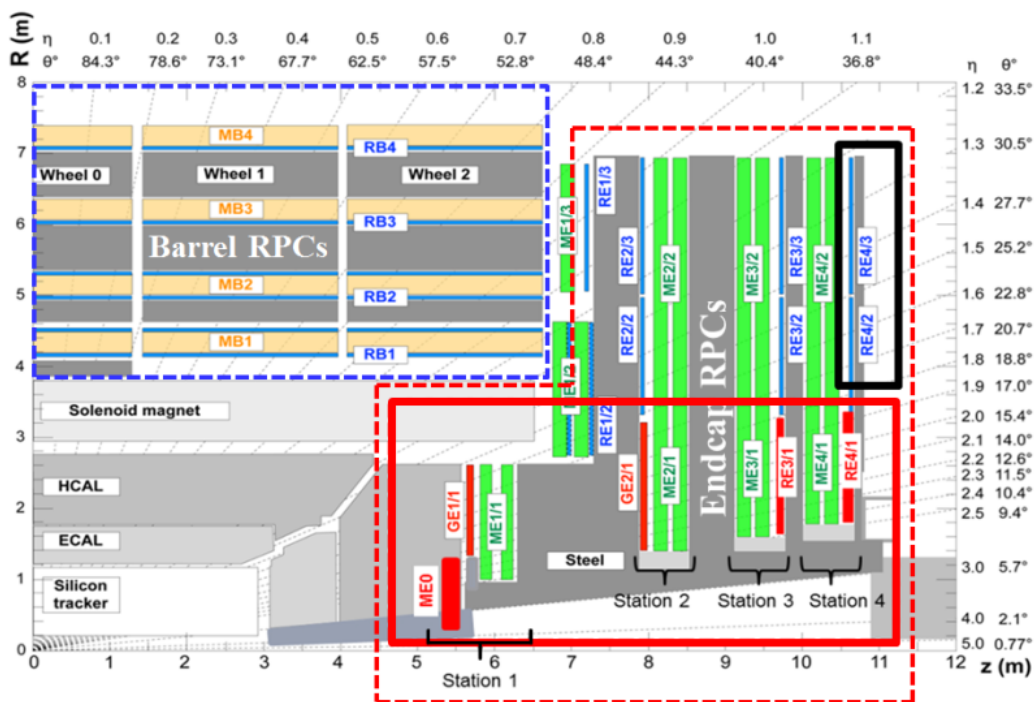 R (m)
η 0.1 0.2 0.3 0.4 0.5 0.6 0.7 0.8 0.9 1.0 1.1
θ° 84.3° 78.6° 73.1° 67.7° 62.5° 57.5° 52.8° 48.4° 44.3° 40.4° 36.8° η θ°
8
7
6
5
4
3
2
1
0
1.2 33.5°
1.3 30.5°
1.4 27.7°
1.5 25.2°
1.6 22.8°
1.7 20.7°
1.8 18.8°
1.9 17.0°
2.0 15.4°
2.1 14.0°
2.2 12.6°
2.3 11.5°
2.4 10.4°
2.5 9.4°
3.0 5.7°
4.0 2.1°
5.0 0.77°
MB4
RB4
Wheel 0
Wheel 1
Wheel 2
MB3
RB3
Barrel RPCs
MB2
RB2
MB1
RB1
Solenoid magnet
HCAL
ECAL
Silicon
tracker
Steel
ME0
GE1/1
ME1/1
ME1/2
ME1/3
RE1/2
RE1/3
RE2/2
RE2/3
GE2/1
ME2/1
ME2/2
Endcap RPCs
ME3/1
ME3/2
RE3/1
RE3/2
RE3/3
ME4/1
ME4/2
RE4/1
RE4/2
RE4/3
Station 1
Station 2
Station 3
Station 4
0 1 2 3 4 5 6 7 8 9 10 11 12
z (m)